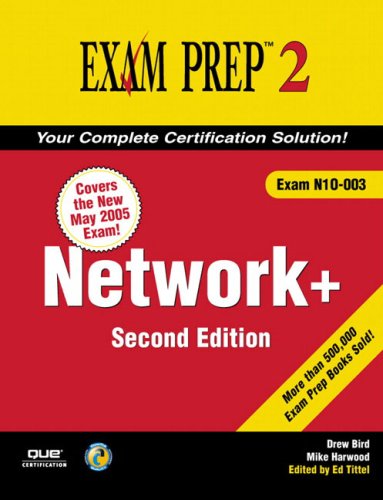 EXAM PREP™ 2
Your Complete Certification Solution!
Exam N10-003
Covers
the New
May 2005
Exam!
Network+
Second Edition
More than 500,000
Exam Prep Books Sold!
Drew Bird
Mike Harwood
Edited by Ed Tittel
QUE®
CERTIFICATION